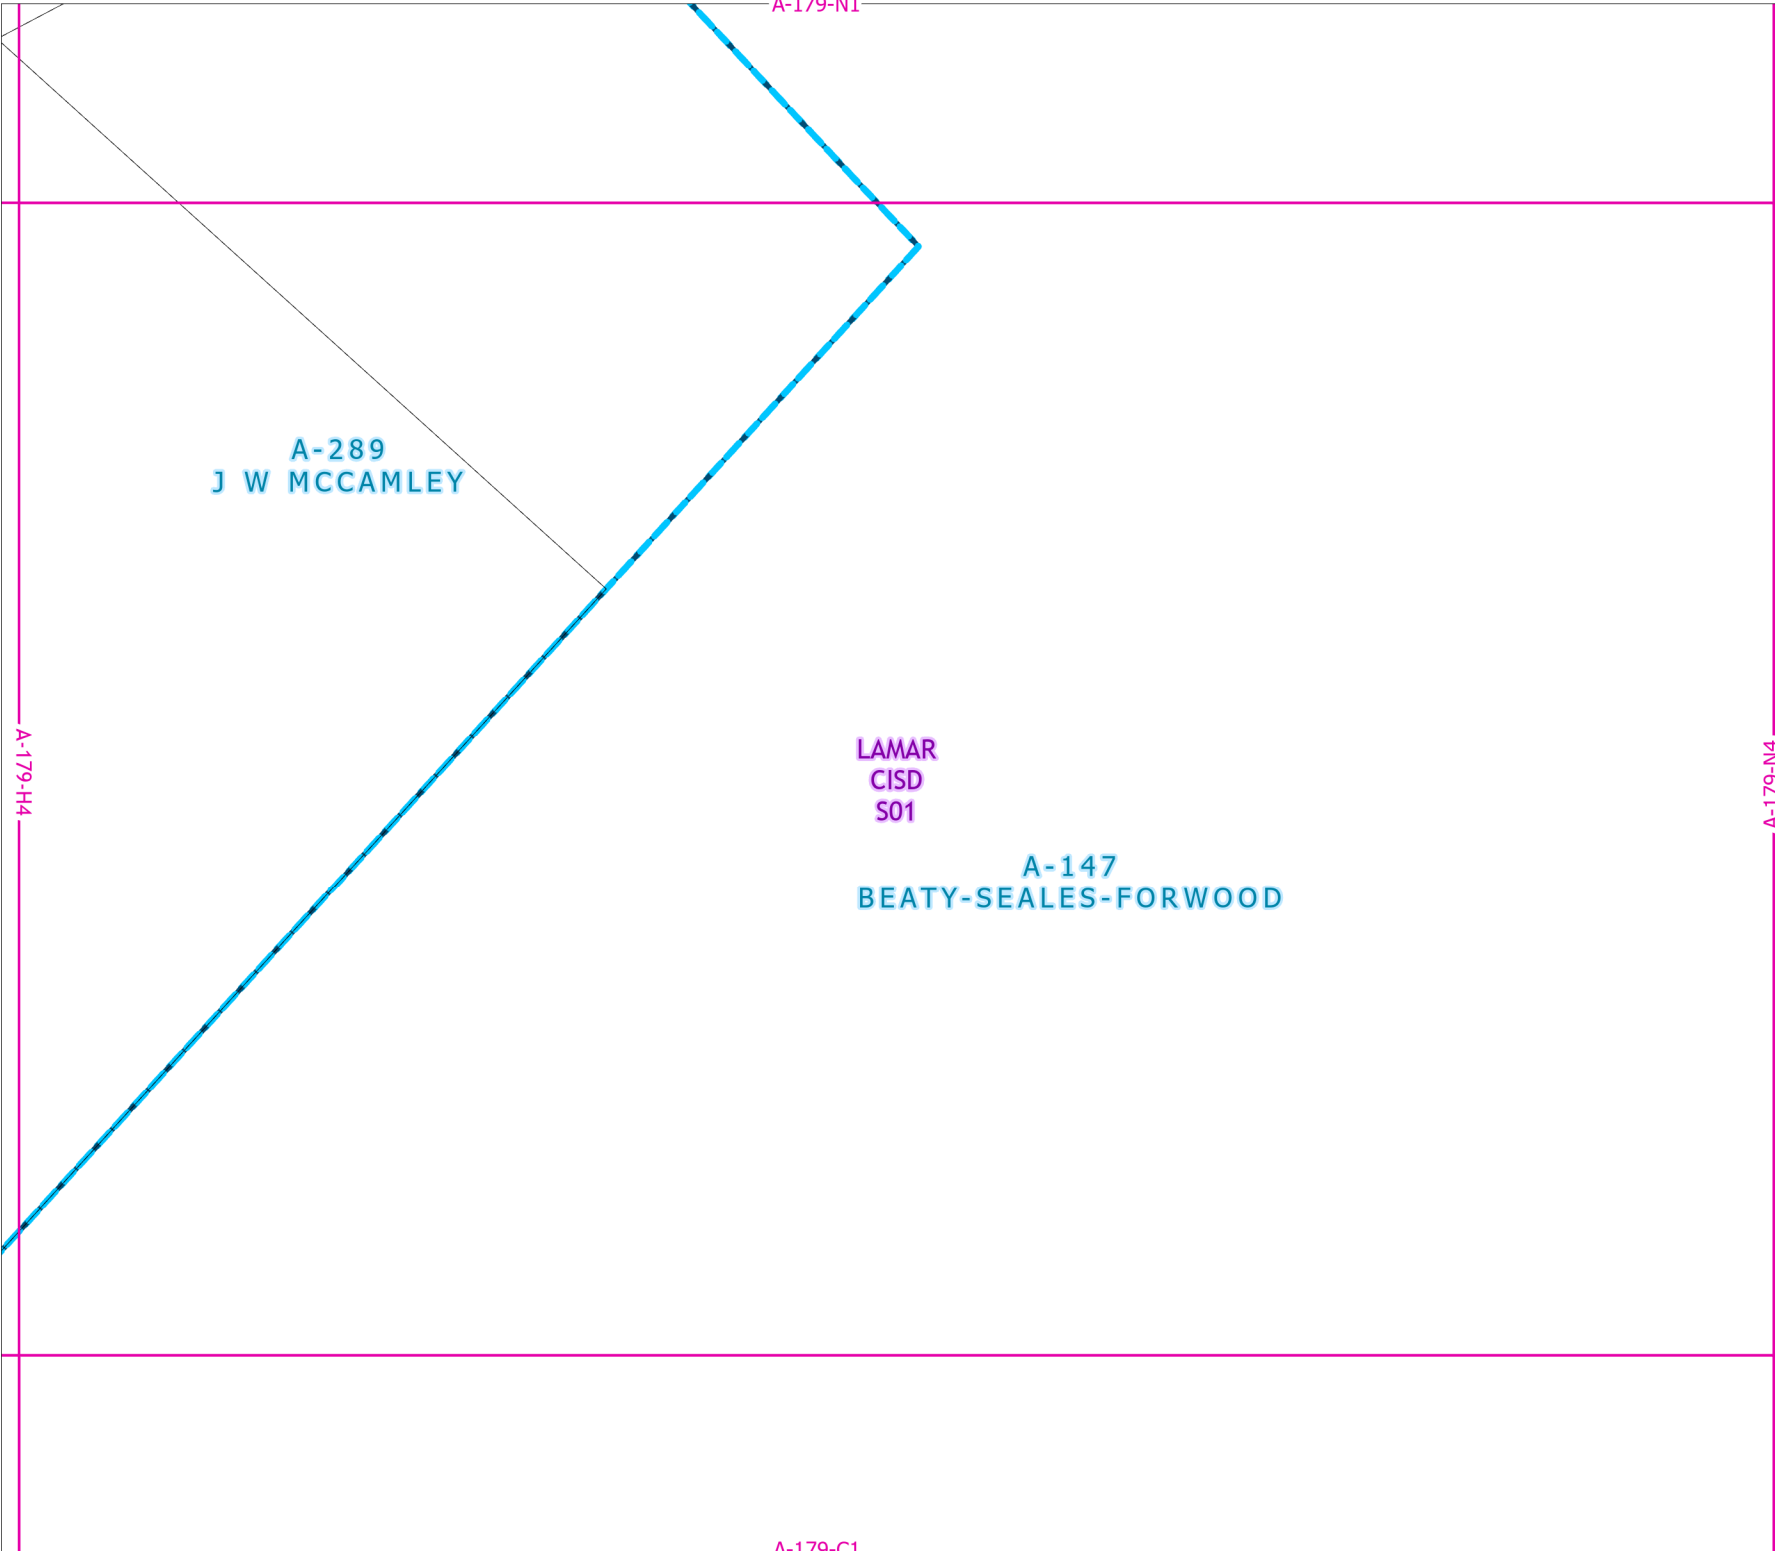 A-179-N1
A-289
J W MCCAMLEY
A-179-H4
LAMAR
CISD
S01
A-179-N4
A-147
BEATY-SEALES-FORWOOD
A-179-C1